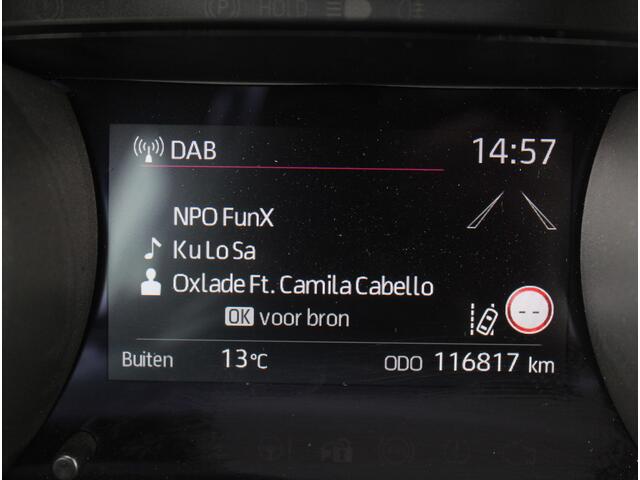 (P) HOLD
DAB 14:57
NPO FunX
Ku Lo Sa
Oxlade Ft. Camila Cabello
OK voor bron
--
Buiten 13°C ODO 116817 km